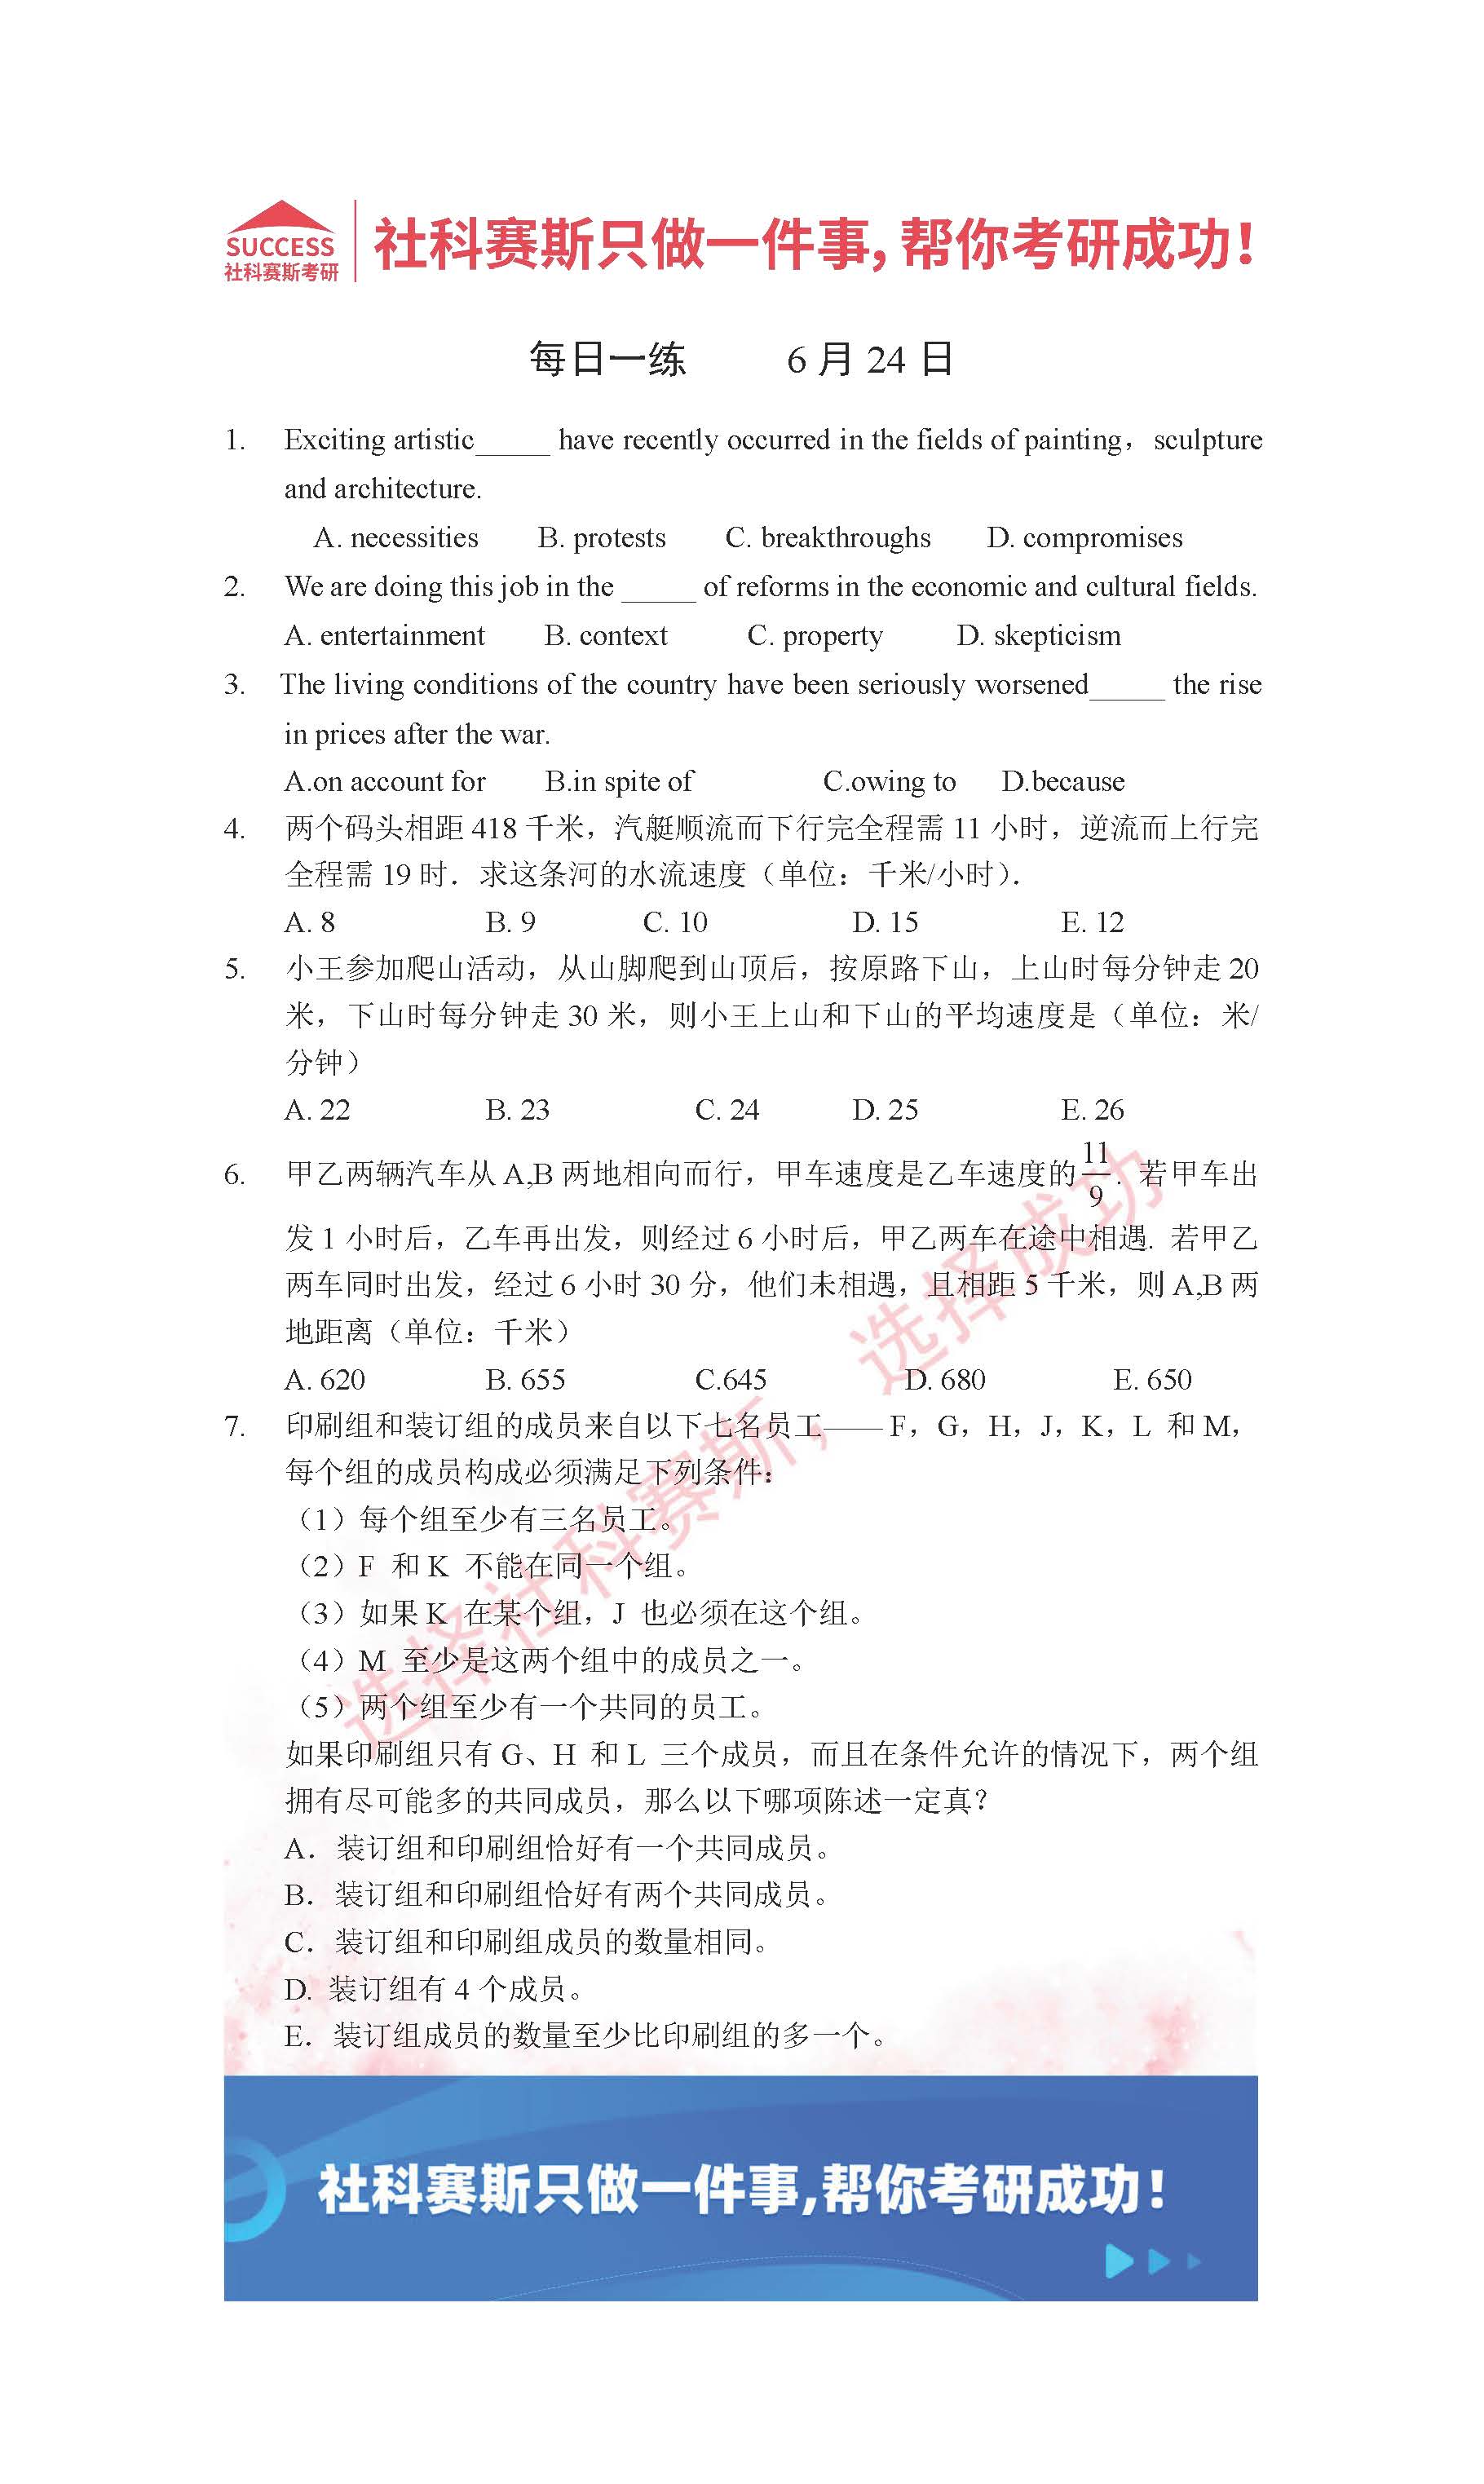 SUCCESS
社科赛斯考研
社科赛斯只做一件事,帮你考研成功!
每日一练 6 月 24 日
1. Exciting artistic_____ have recently occurred in the fields of painting，sculpture
and architecture.
A. necessities B. protests C. breakthroughs D. compromises
2. We are doing this job in the _____ of reforms in the economic and cultural fields.
A. entertainment B. context C. property D. skepticism
3. The living conditions of the country have been seriously worsened_____ the rise
in prices after the war.
A.on account for B.in spite of C.owing to D.because
4. 两个码头相距 418 千米，汽艇顺流而下行完全程需 11 小时，逆流而上行完
全程需 19 时．求这条河的水流速度（单位：千米/小时）．
A. 8 B. 9 C. 10 D. 15 E. 12
5. 小王参加爬山活动，从山脚爬到山顶后，按原路下山，上山时每分钟走 20
米，下山时每分钟走 30 米，则小王上山和下山的平均速度是（单位：米/
分钟）
A. 22 B. 23 C. 24 D. 25 E. 26
6. 甲乙两辆汽车从 A,B 两地相向而行，甲车速度是乙车速度的 11/9 . 若甲车出
发 1 小时后，乙车再出发，则经过 6 小时后，甲乙两车在途中相遇. 若甲乙
两车同时出发，经过 6 小时 30 分，他们未相遇，且相距 5 千米，则 A,B 两
地距离（单位：千米）
A. 620 B. 655 C.645 D. 680 E. 650
7. 印刷组和装订组的成员来自以下七名员工—— F，G，H，J，K，L 和 M，
每个组的成员构成必须满足下列条件：
（1）每个组至少有三名员工。
（2）F 和 K 不能在同一个组。
（3）如果 K 在某个组，J 也必须在这个组。
（4）M 至少是这两个组中的成员之一。
（5）两个组至少有一个共同的员工。
如果印刷组只有 G、H 和 L 三个成员，而且在条件允许的情况下，两个组
拥有尽可能多的共同成员，那么以下哪项陈述一定真？
A．装订组和印刷组恰好有一个共同成员。
B．装订组和印刷组恰好有两个共同成员。
C．装订组和印刷组成员的数量相同。
D. 装订组有 4 个成员。
E．装订组成员的数量至少比印刷组的多一个。
选择社科赛斯，选择成功
社科赛斯只做一件事,帮你考研成功!